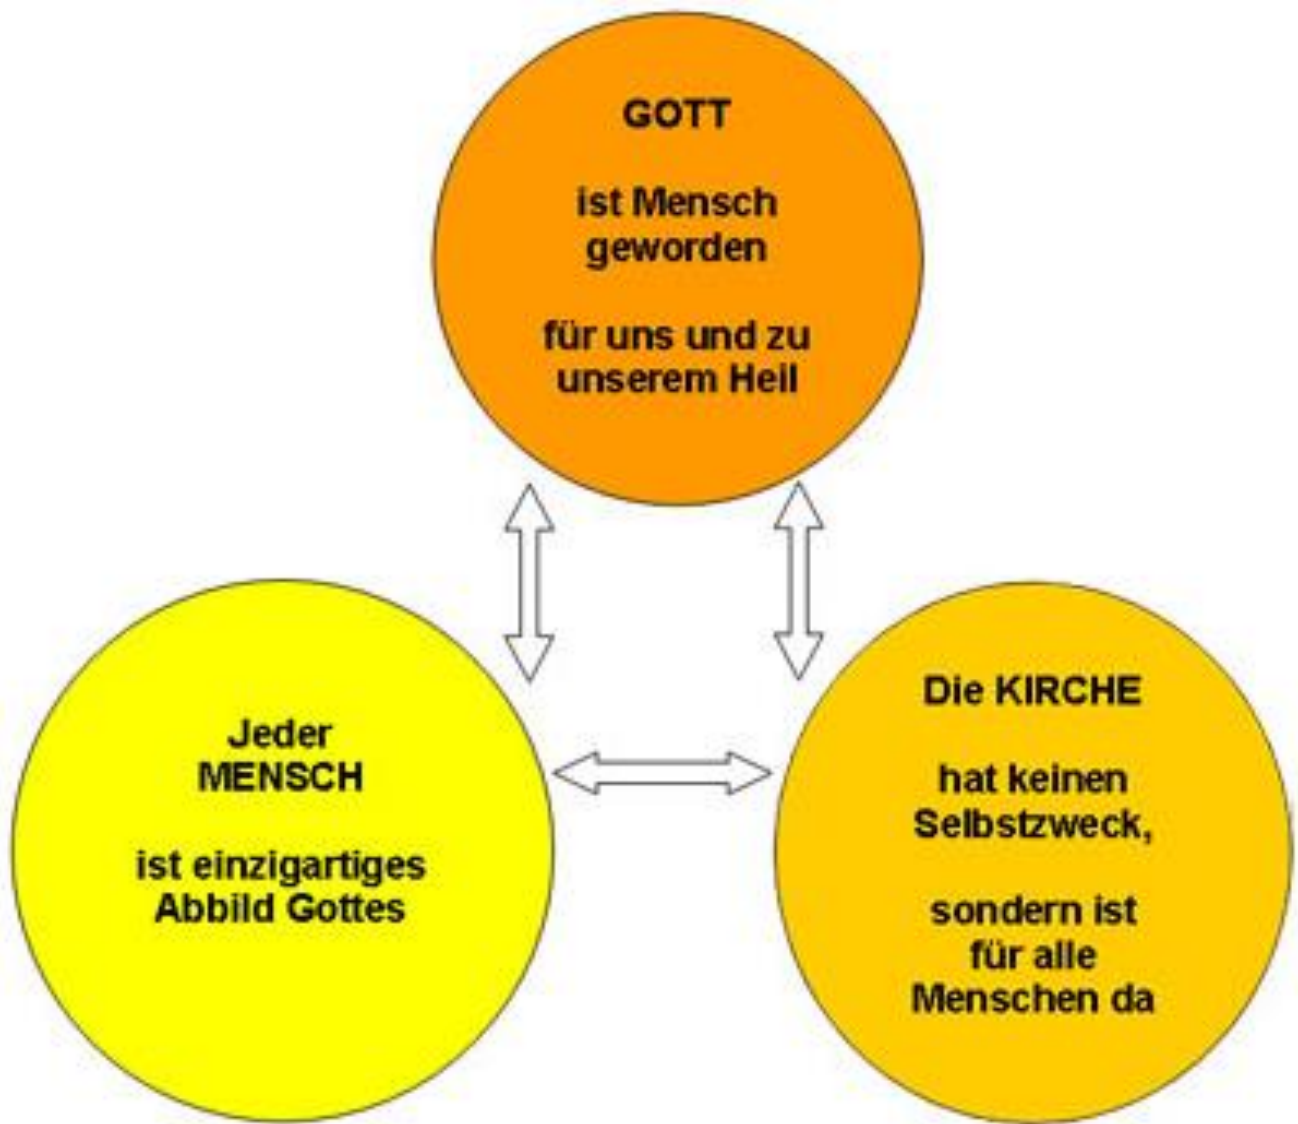 GOTT
ist Mensch
geworden
für uns und zu
unserem Heil
Jeder
MENSCH
ist einzigartiges
Abbild Gottes
Die KIRCHE
hat keinen
Selbstzweck,
sondern ist
für alle
Menschen da